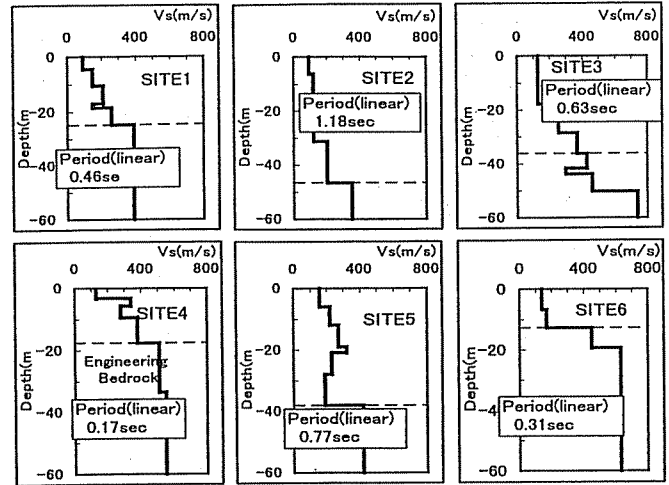 Vs(m/s)
0 400 800
0
-20
-40
-60
Depth(m
SITE1
Period(linear)
0.46se
Vs(m/s)
0 400 800
0
-20
-40
-60
Depth(m
SITE2
Period(linear)
1.18sec
Vs(m/s)
0 400 800
0
-20
-40
-60
Depth(m
SITE3
Period(linear)
0.63sec
Vs(m/s)
0 400 800
0
-20
-40
-60
Depth(m
SITE4
Engineering
Bedrock
Period(linear)
0.17sec
Vs(m/s)
0 400 800
0
-20
-40
-60
Depth(m
SITE5
Period(linear)
0.77sec
Vs(m/s)
0 400 800
0
-20
-40
-60
Depth(m
SITE6
Period(linear)
0.31sec